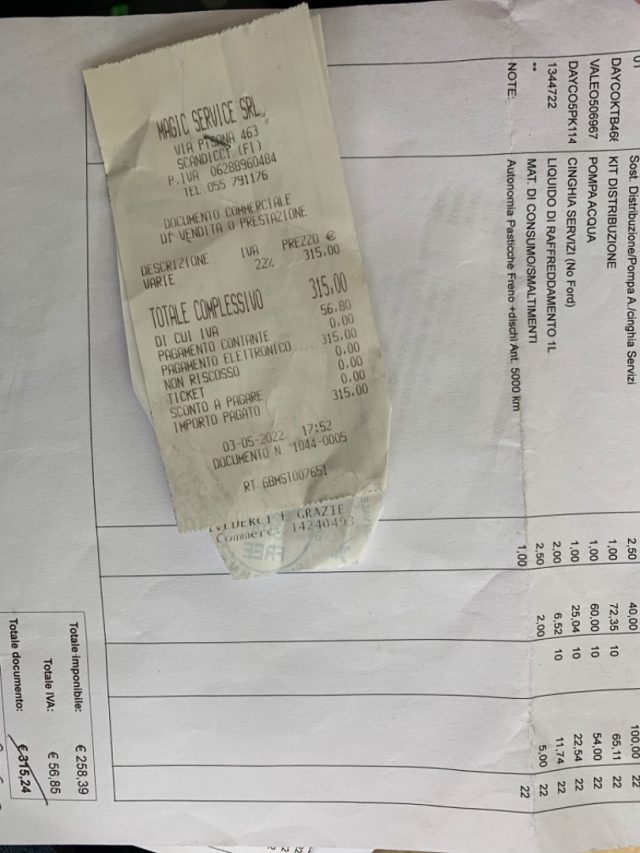 MAGIC SERVICE SRL
VIA PISANA 463
SCANDICCI (FI)
P.IVA 06288960484
TEL.055 791176
DOCUMENTO COMMERCIALE
DI VENDITA O PRESTAZIONE
DESCRIZIONE IVA PREZZO €
VARIE 22% 315.00
TOTALE COMPLESSIVO 315.00
DI CUI IVA 56.80
PAGAMENTO CONTANTE 0.00
PAGAMENTO ELETTRONICO 315.00
NON RISCOSSO 0.00
TICKET 0.00
SCONTO A PAGARE 0.00
IMPORTO PAGATO 315.00
03-05-2022 17:52
DOCUMENTO N 1044-0005
RT 6BMST007651
E GRAZIE
Commerc. 14240493
FREE
01 Sost. Distribuzione/Pompa A./cinghia Servizi 2,50 40,00 100,00 22
DAYCOKTB46 KIT DISTRIBUZIONE 1,00 72,35 10 65,11 22
VALEO506967 POMPA ACQUA 1,00 60,00 10 54,00 22
DAYCO5PK114 CINGHIA SERVIZI (No Ford) 1,00 25,04 10 22,54 22
1344722 LIQUIDO DI RAFFREDDAMENTO 1L 2,00 6,52 10 11,74 22
** MAT. DI CONSUMO/SMALTIMENTI 2,50 2,00 5,00 22
NOTE: Autonomia Pasticche Freno +dischi Ant. 5000 km 1,00 22
Totale imponibile: € 258,39
Totale IVA: € 56,85
Totale documento: € 315,24